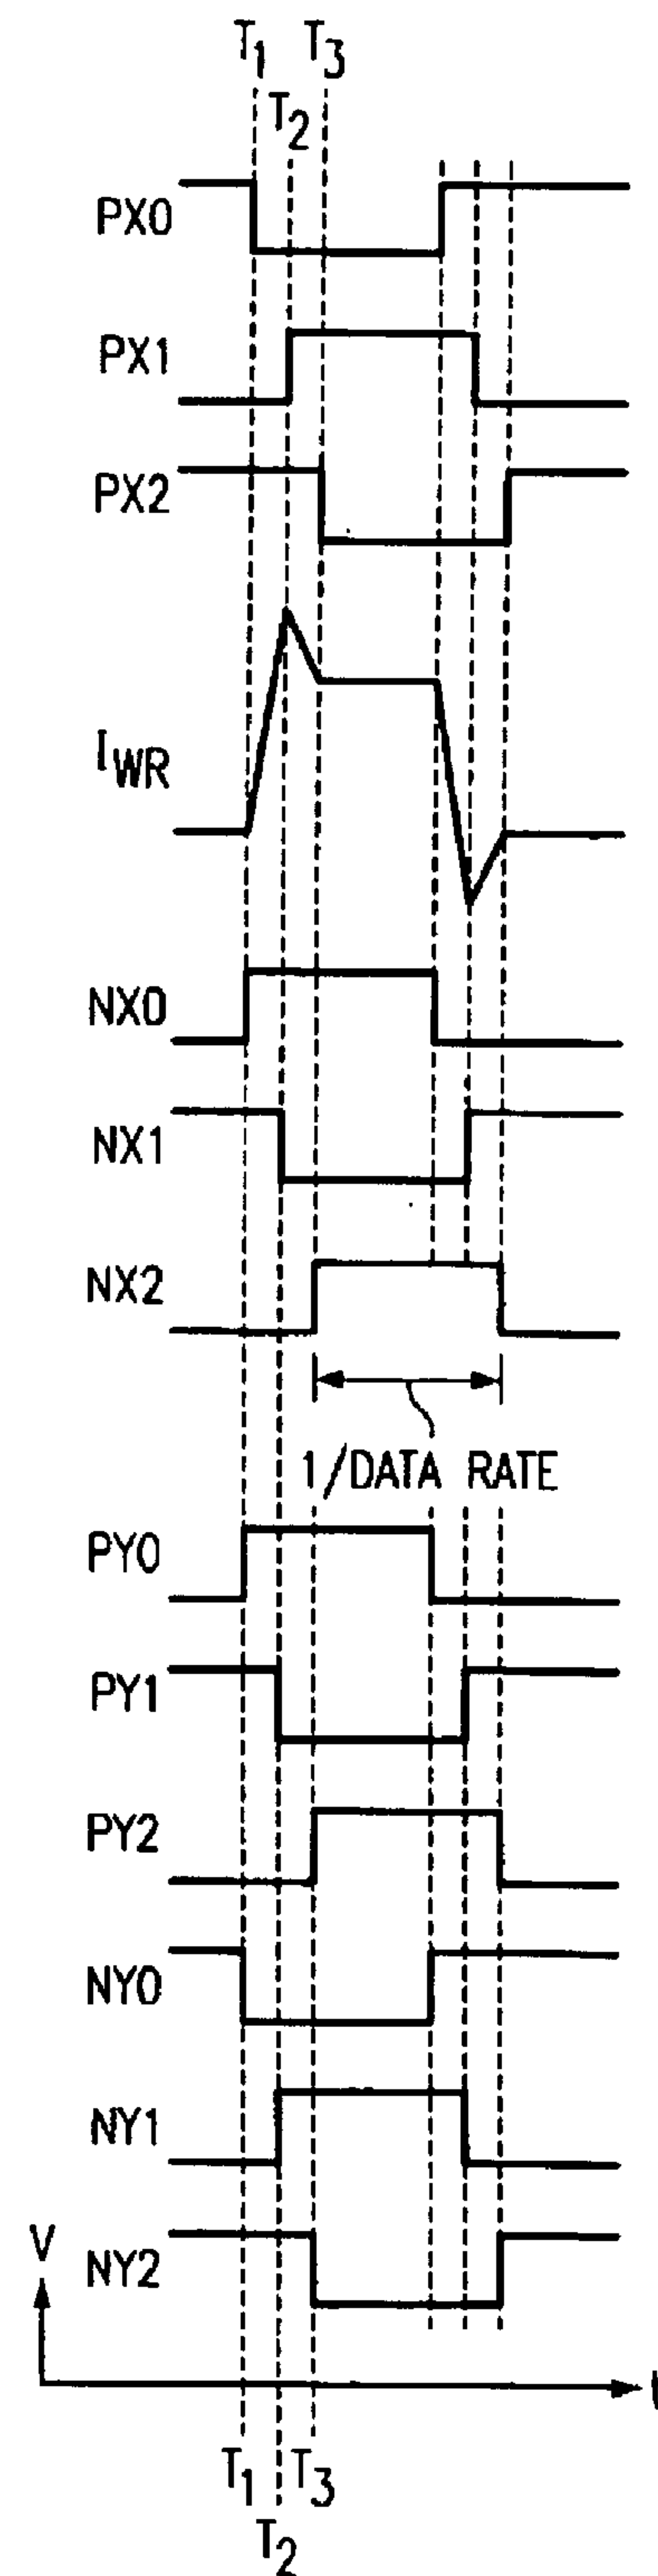 T1 T3
T2
PX0
PX1
PX2
IWR
NX0
NX1
NX2
1/DATA RATE
PY0
PY1
PY2
NY0
NY1
V
NY2
T1 T3
T2